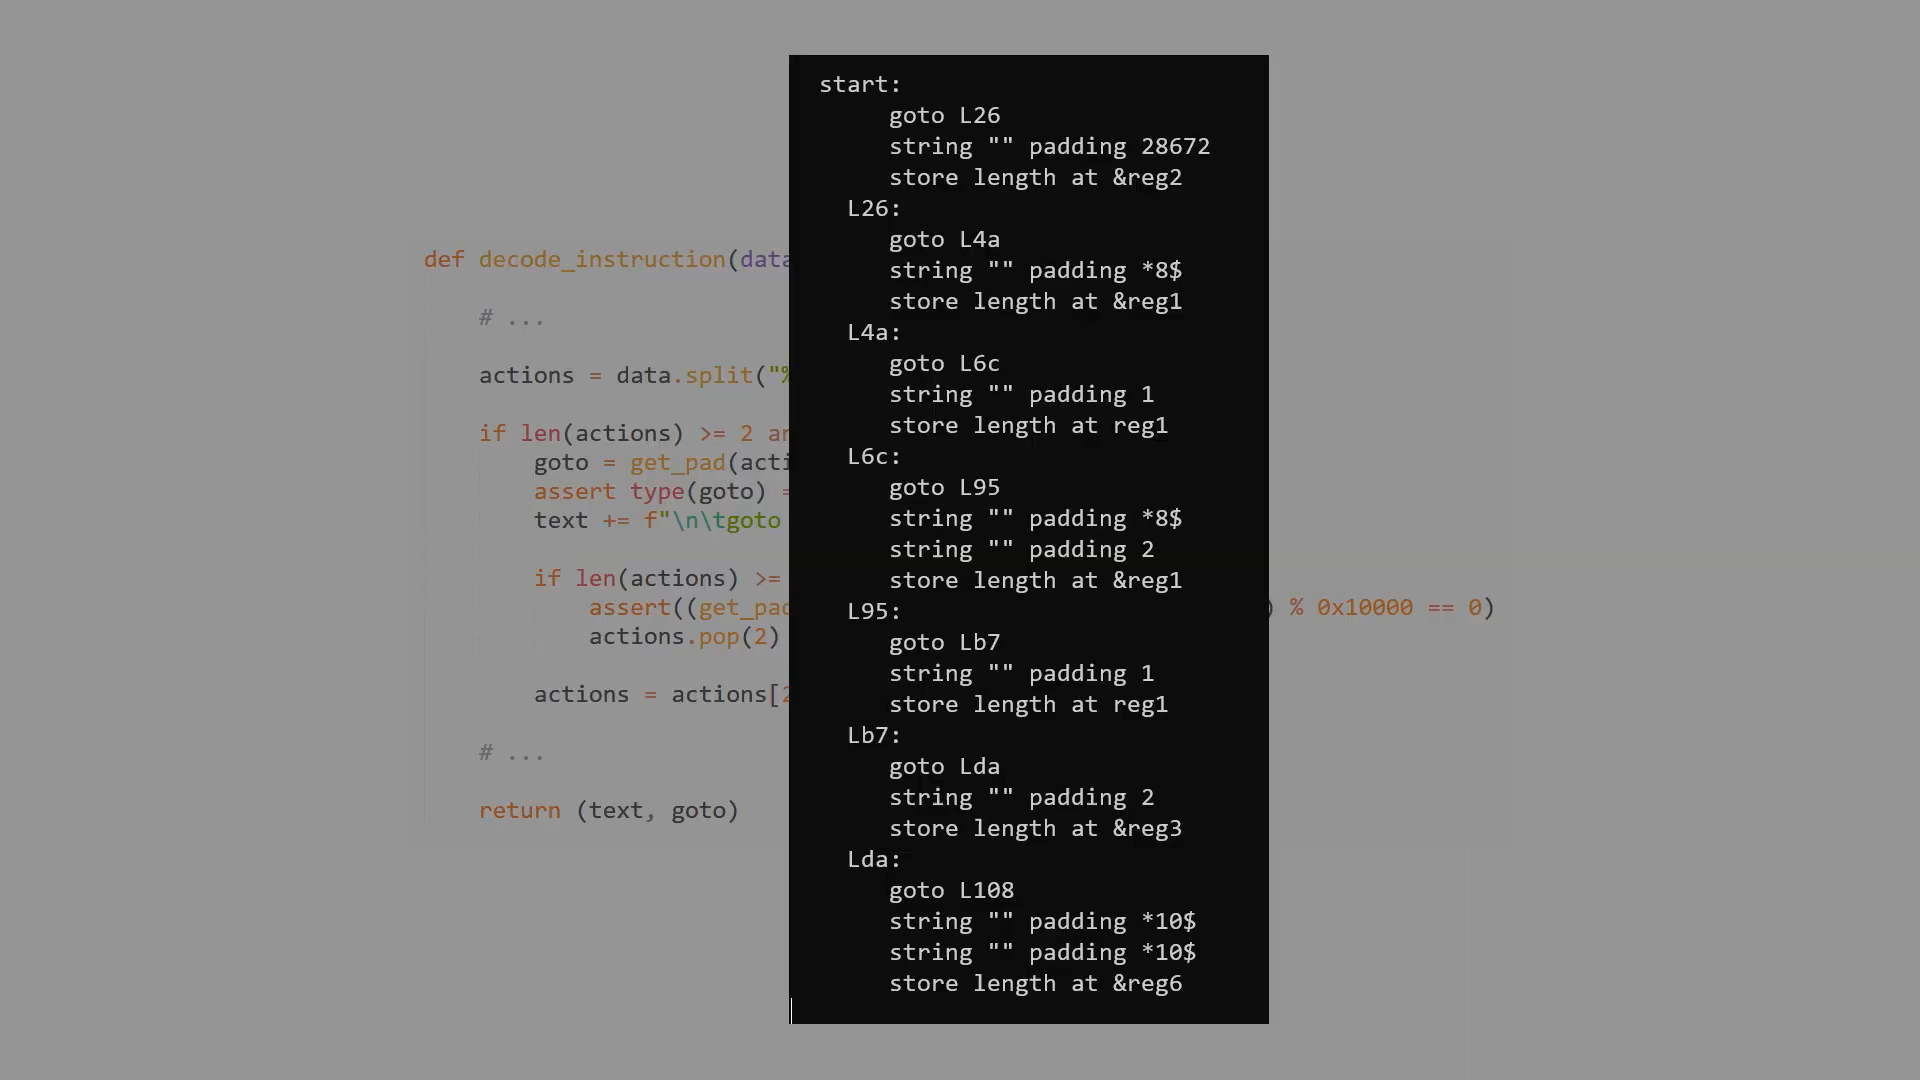 start:
goto L26
string "" padding 28672
store length at &reg2
L26:
goto L4a
string "" padding *8$
store length at &reg1
L4a:
goto L6c
string "" padding 1
store length at reg1
L6c:
goto L95
string "" padding *8$
string "" padding 2
store length at &reg1
L95:
goto Lb7
string "" padding 1
store length at reg1
Lb7:
goto Lda
string "" padding 2
store length at &reg3
Lda:
goto L108
string "" padding *10$
string "" padding *10$
store length at &reg6
def decode_instruction(data
# ...
actions = data.split("%
if len(actions) >= 2 an
goto = get_pad(acti
assert type(goto) =
text += f"\n\tgoto
if len(actions) >=
assert((get_pad ) % 0x10000 == 0)
actions.pop(2)
actions = actions[2
# ...
return (text, goto)